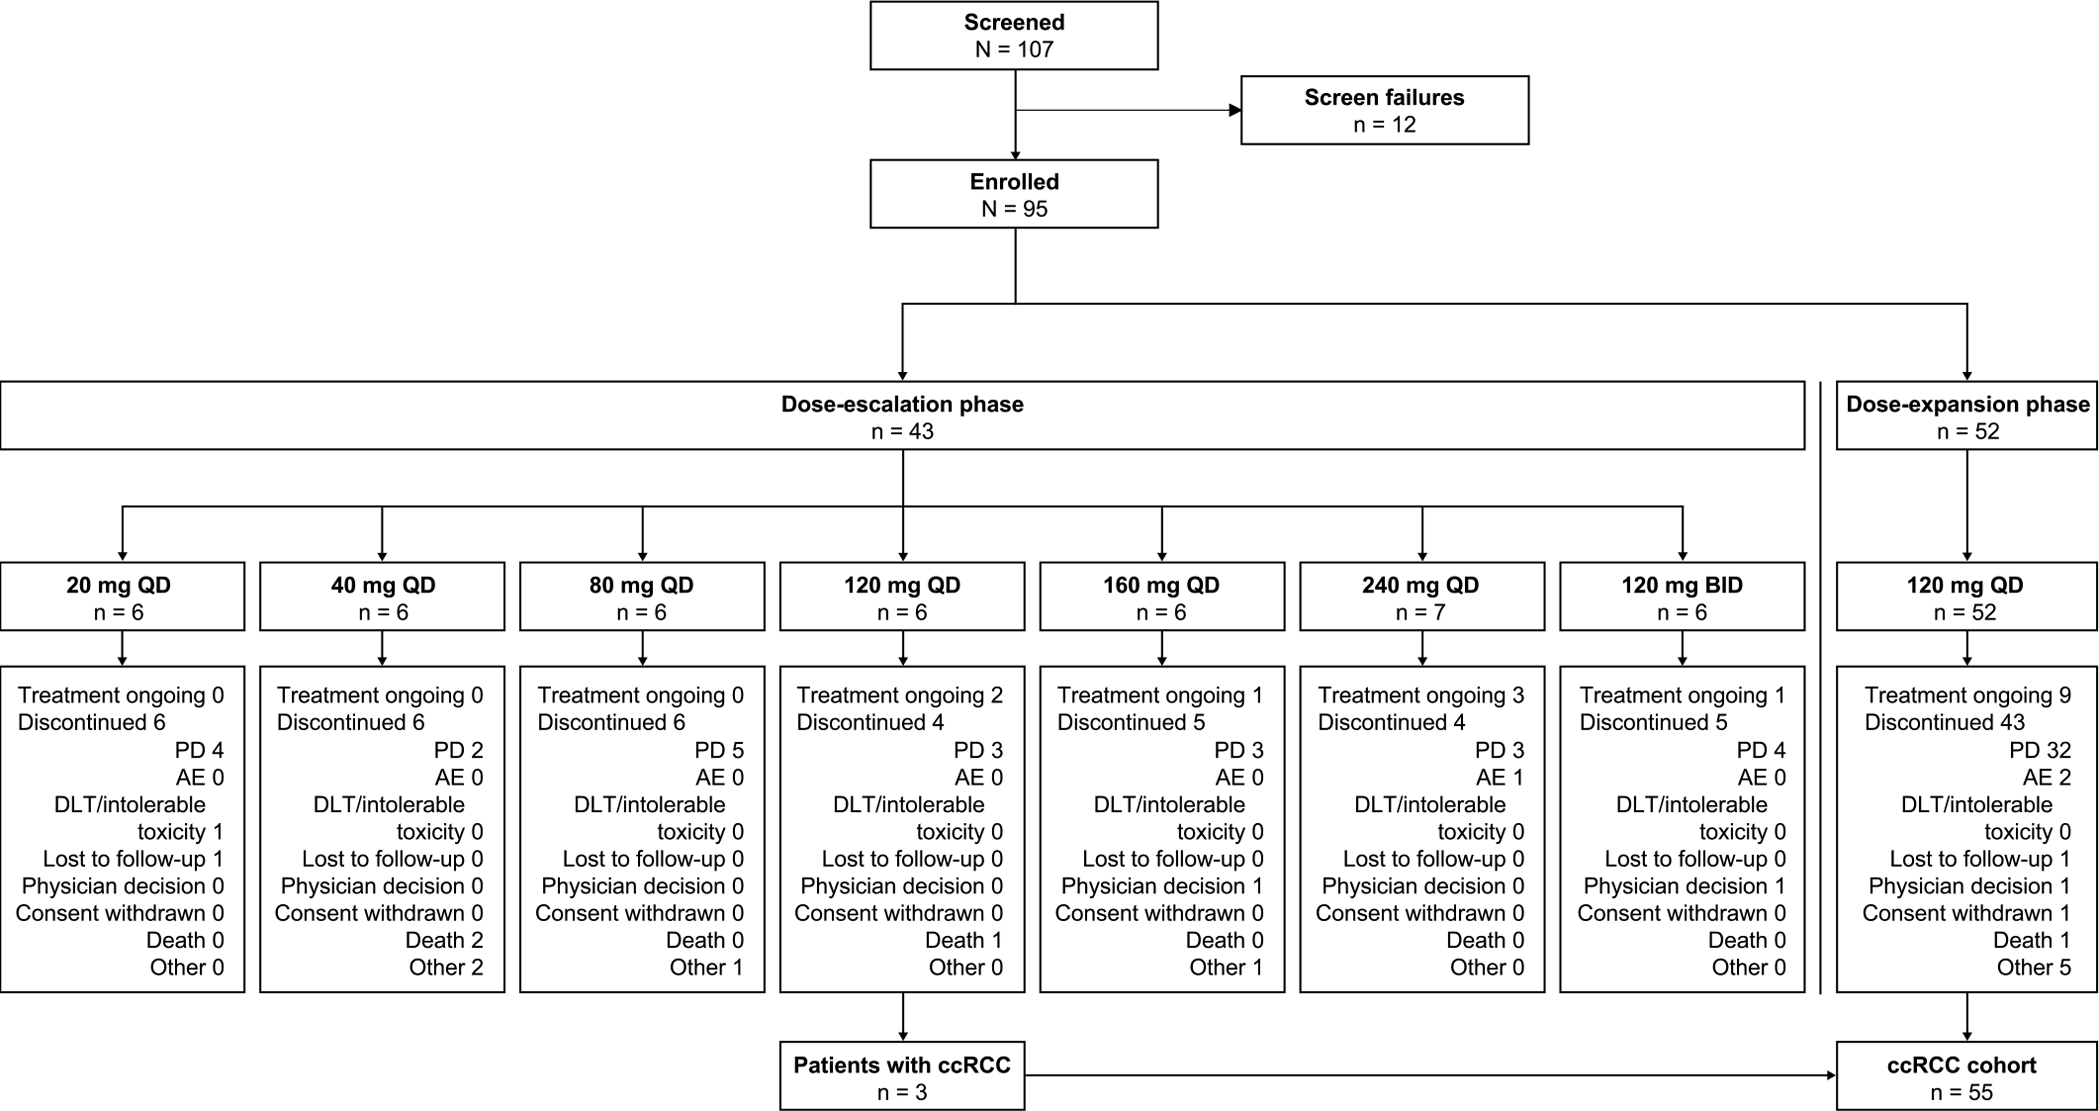 Screened
N = 107
Screen failures
n = 12
Enrolled
N = 95
Dose-escalation phase
n = 43
Dose-expansion phase
n = 52
20 mg QD
n = 6
40 mg QD
n = 6
80 mg QD
n = 6
120 mg QD
n = 6
160 mg QD
n = 6
240 mg QD
n = 7
120 mg BID
n = 6
120 mg QD
n = 52
Treatment ongoing 0
Discontinued 6
PD 4
AE 0
DLT/intolerable
toxicity 1
Lost to follow-up 1
Physician decision 0
Consent withdrawn 0
Death 0
Other 0
Treatment ongoing 0
Discontinued 6
PD 2
AE 0
DLT/intolerable
toxicity 0
Lost to follow-up 0
Physician decision 0
Consent withdrawn 0
Death 2
Other 2
Treatment ongoing 0
Discontinued 6
PD 5
AE 0
DLT/intolerable
toxicity 0
Lost to follow-up 0
Physician decision 0
Consent withdrawn 0
Death 0
Other 1
Treatment ongoing 2
Discontinued 4
PD 3
AE 0
DLT/intolerable
toxicity 0
Lost to follow-up 0
Physician decision 0
Consent withdrawn 0
Death 1
Other 0
Treatment ongoing 1
Discontinued 5
PD 3
AE 0
DLT/intolerable
toxicity 0
Lost to follow-up 0
Physician decision 1
Consent withdrawn 0
Death 0
Other 1
Treatment ongoing 3
Discontinued 4
PD 3
AE 1
DLT/intolerable
toxicity 0
Lost to follow-up 0
Physician decision 0
Consent withdrawn 0
Death 0
Other 0
Treatment ongoing 1
Discontinued 5
PD 4
AE 0
DLT/intolerable
toxicity 0
Lost to follow-up 0
Physician decision 1
Consent withdrawn 0
Death 0
Other 0
Treatment ongoing 9
Discontinued 43
PD 32
AE 2
DLT/intolerable
toxicity 0
Lost to follow-up 1
Physician decision 1
Consent withdrawn 1
Death 1
Other 5
Patients with ccRCC
n = 3
ccRCC cohort
n = 55